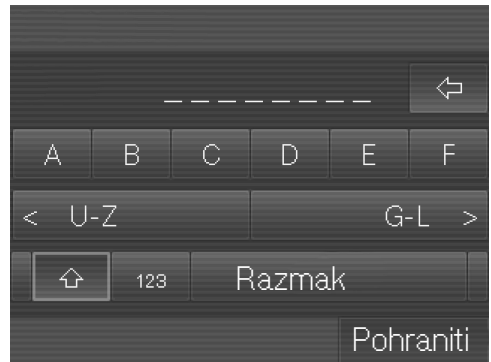 _ _ _ _ _ _ _ _ _
A B C D E F
< U-Z G-L >
123 Razmak
Pohraniti